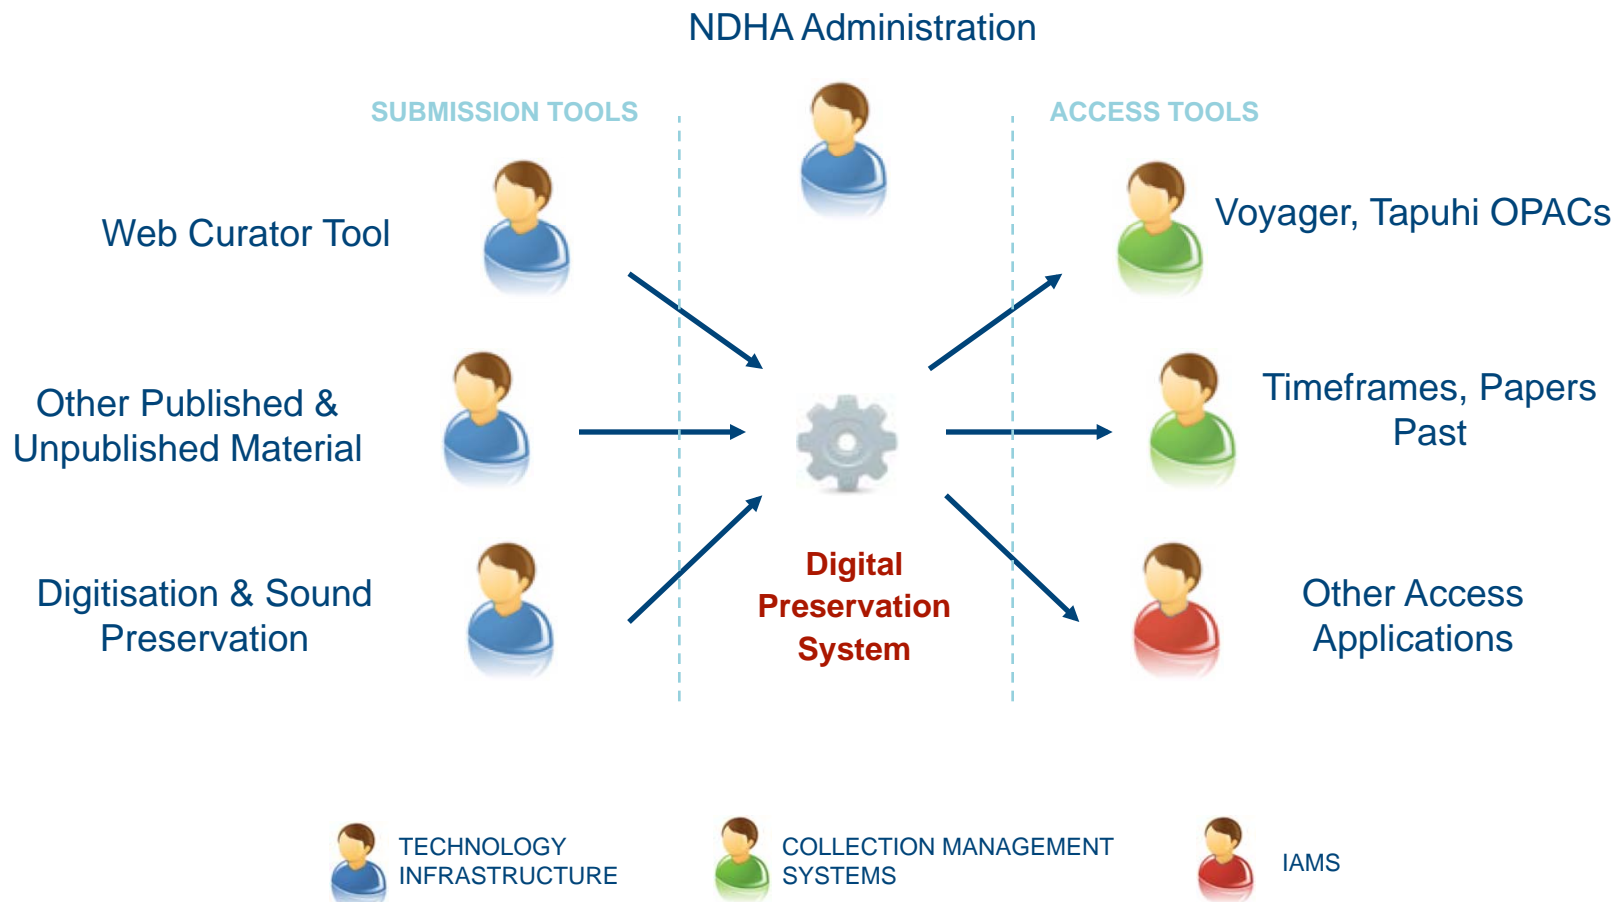 NDHA Administration
SUBMISSION TOOLS
ACCESS TOOLS
Web Curator Tool
Voyager, Tapuhi OPACs
Other Published &
Unpublished Material
Timeframes, Papers
Past
Digital
Preservation
System
Digitisation & Sound
Preservation
Other Access
Applications
TECHNOLOGY
INFRASTRUCTURE
COLLECTION MANAGEMENT
SYSTEMS
IAMS